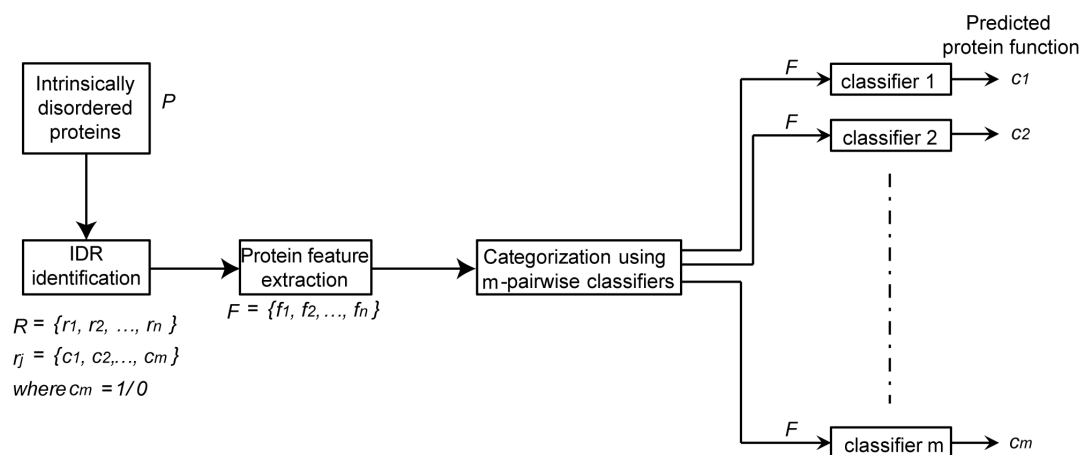 Predicted
protein function
Intrinsically
disordered
proteins
P
F
classifier 1
c1
F
classifier 2
c2
IDR
identification
Protein feature
extraction
Categorization using
m-pairwise classifiers
R = {r1, r2, ..., rn}
rj = {c1, c2,..., cm}
where cm = 1/0
F = {f1, f2,..., fn}
F
classifier m
cm